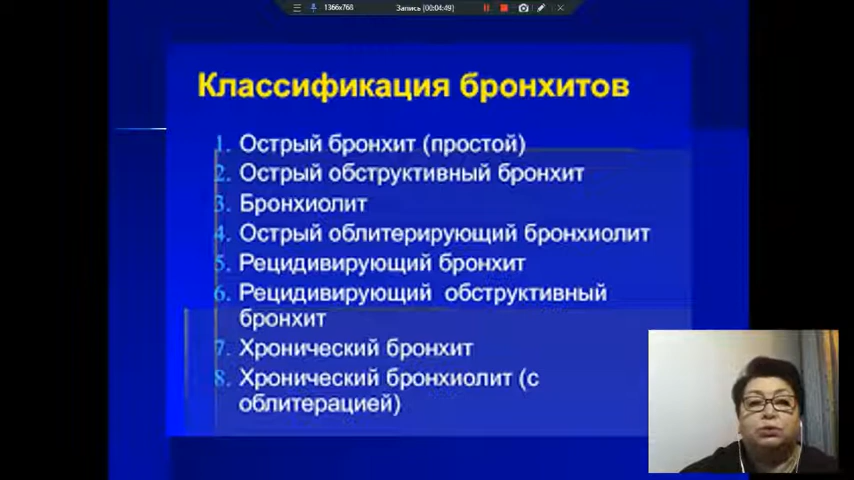 1366x768
Запись [00:04:49]
Классификация бронхитов
1. Острый бронхит (простой)
2. Острый обструктивный бронхит
3. Бронхиолит
4. Острый облитерирующий бронхиолит
5. Рецидивирующий бронхит
6. Рецидивирующий обструктивный
бронхит
7. Хронический бронхит
8. Хронический бронхиолит (с
облитерацией)